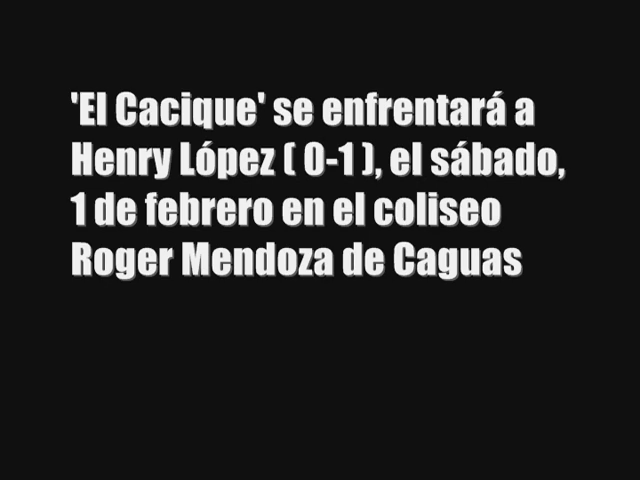 'El Cacique' se enfrentará a
Henry López ( 0-1 ), el sábado,
1 de febrero en el coliseo
Roger Mendoza de Caguas